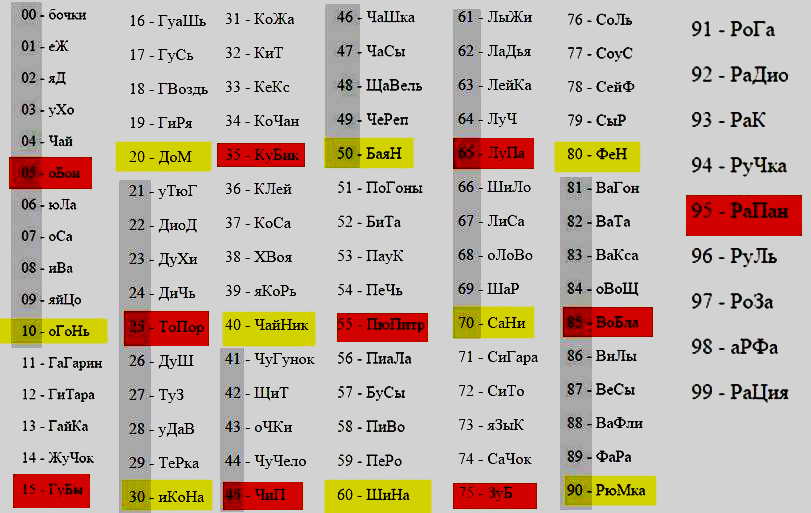 00 - бочки
01 - еЖ
02 - яД
03 - уХо
04 - Чай
05 - оБои
06 - юЛа
07 - оСа
08 - иВа
09 - яйЦо
10 - оГоНь
11 - ГаГарин
12 - ГиТара
13 - ГайКа
14 - ЖуЧок
15 - ГуБы
16 - ГуаШь
17 - ГуСь
18 - ГВоздь
19 - ГиРя
20 - ДоМ
21 - уТюГ
22 - ДиоД
23 - ДуХи
24 - ДиЧь
25 - ТоПор
26 - ДуШ
27 - ТуЗ
28 - уДаВ
29 - ТеРка
30 - иКоНа
31 - КоЖа
32 - КиТ
33 - КеКс
34 - КоЧан
35 - КуБик
36 - КЛей
37 - КоСа
38 - ХВоя
39 - яКоРь
40 - ЧайНик
41 - ЧуГунок
42 - ЩиТ
43 - оЧКи
44 - ЧуЧело
45 - ЧиП
46 - ЧаШка
47 - ЧаСы
48 - ЩаВель
49 - ЧеРеп
50 - БаяН
51 - ПоГоны
52 - БиТа
53 - ПауК
54 - ПеЧь
55 - ПюПитр
56 - ПиаЛа
57 - БуСы
58 - ПиВо
59 - ПеРо
60 - ШиНа
61 - ЛыЖи
62 - ЛаДья
63 - ЛейКа
64 - ЛуЧ
65 - ЛуПа
66 - ШиЛо
67 - ЛиСа
68 - оЛоВо
69 - ШаР
70 - СаНи
71 - СиГара
72 - СиТо
73 - яЗыК
74 - СаЧок
75 - ЗуБ
76 - СоЛь
77 - СоуС
78 - СейФ
79 - СыР
80 - ФеН
81 - ВаГон
82 - ВаТа
83 - ВаКса
84 - оВоЩ
85 - ВоБла
86 - ВиЛы
87 - ВеСы
88 - ВаФли
89 - ФаРа
90 - РюМка
91 - РоГа
92 - РаДио
93 - РаК
94 - РуЧка
95 - РаПан
96 - РуЛь
97 - РоЗа
98 - аРФа
99 - РаЦия